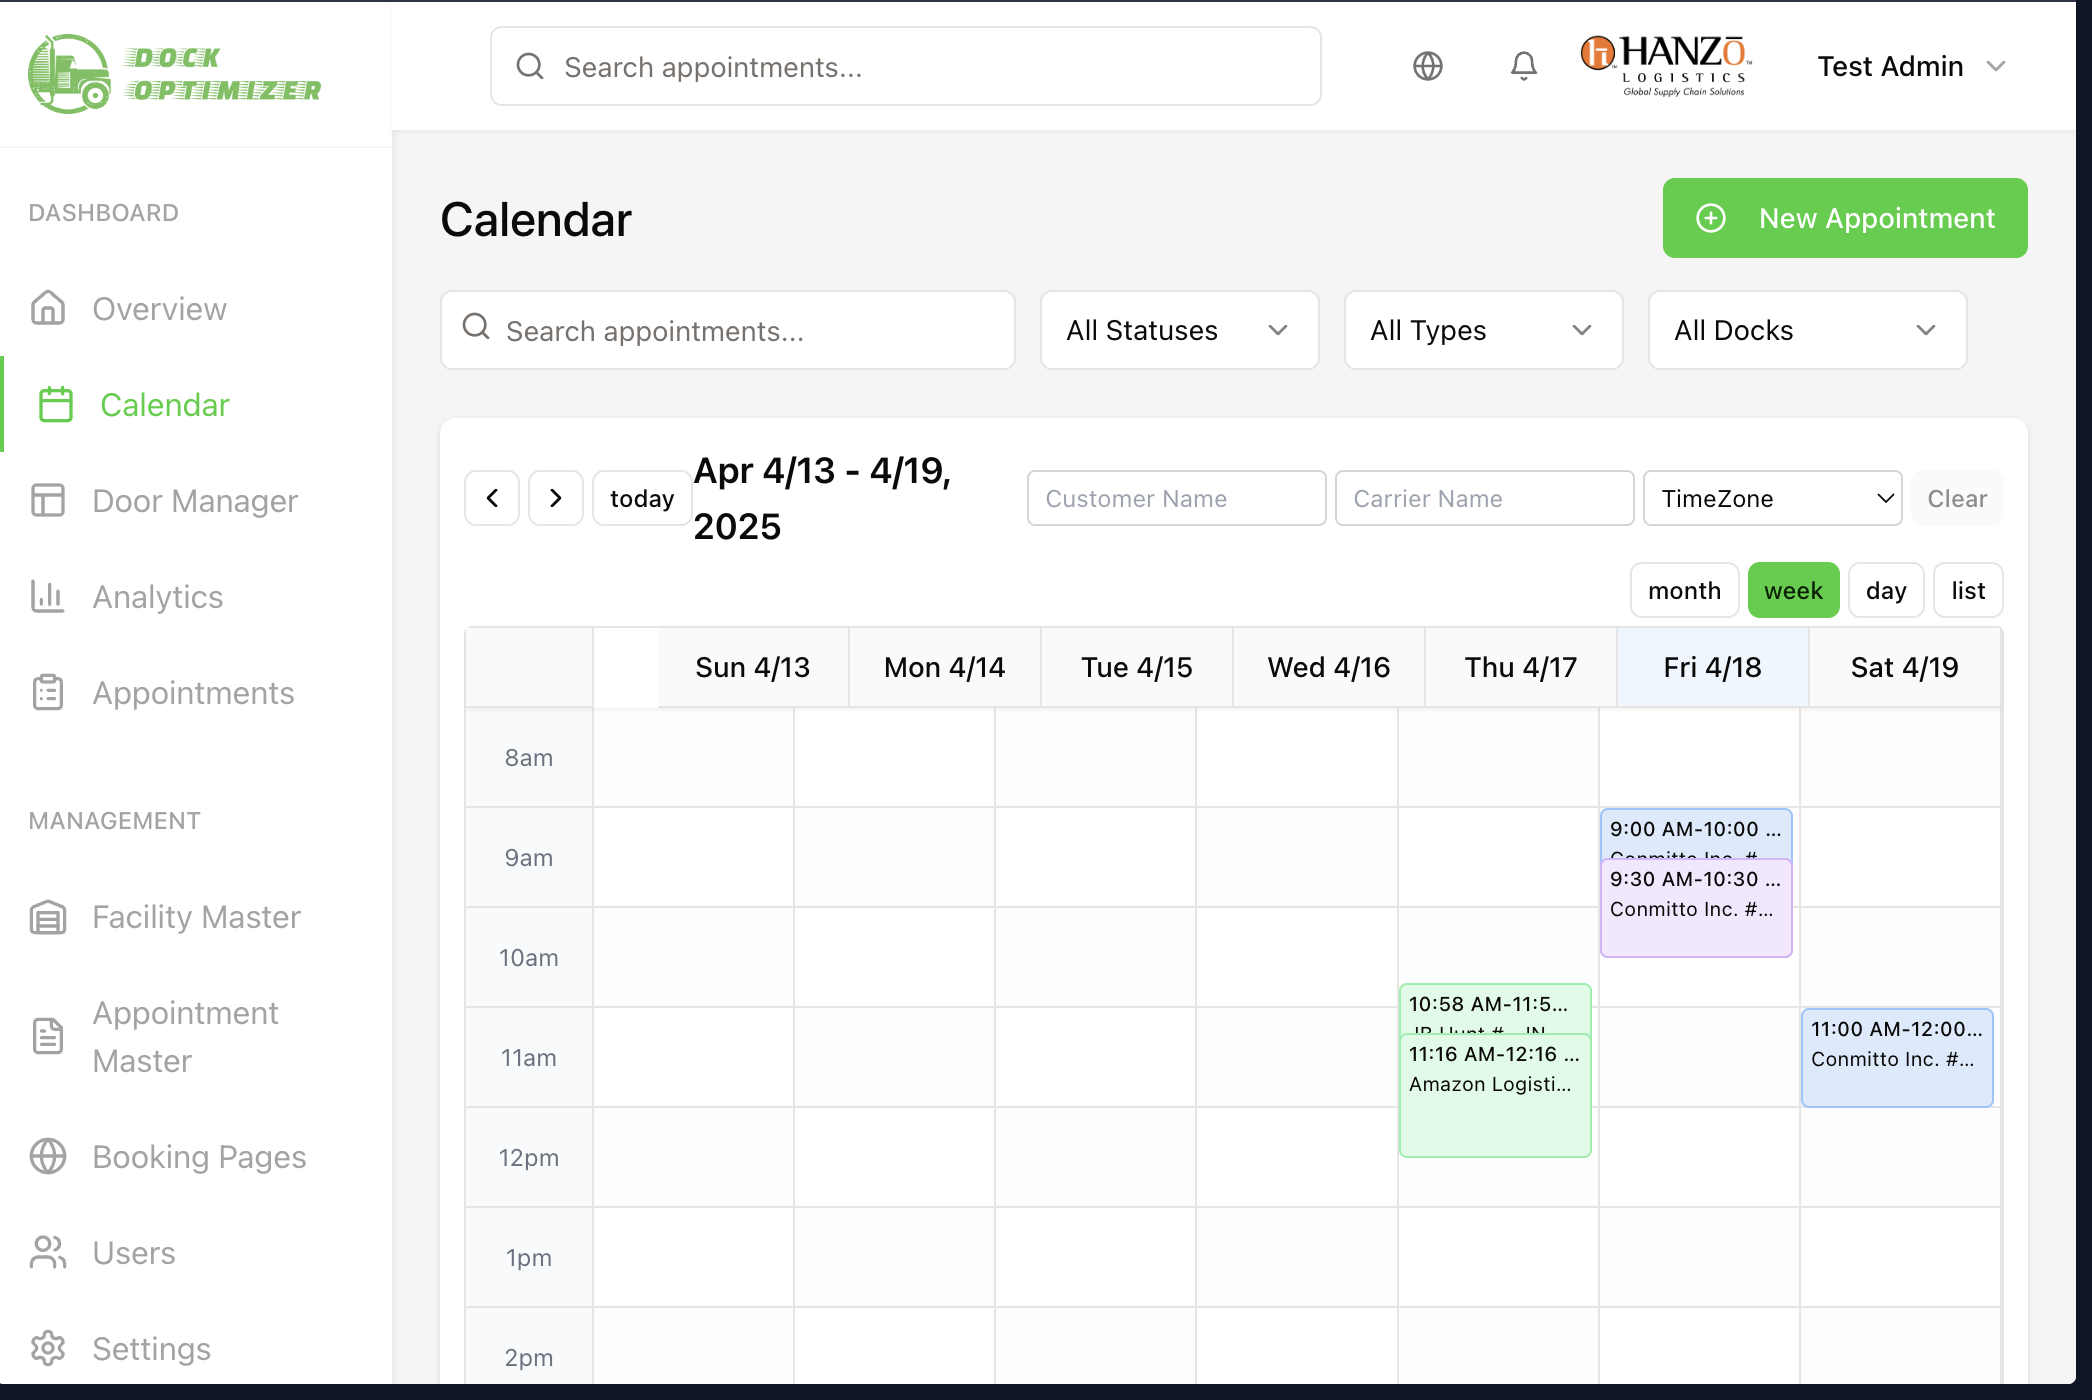 DOCK
OPTIMIZER
Search appointments...
HANZO
LOGISTICS
Global Supply Chain Solutions
Test Admin
DASHBOARD
Overview
Calendar
Door Manager
Analytics
Appointments
MANAGEMENT
Facility Master
Appointment
Master
Booking Pages
Users
Settings
Calendar
New Appointment
Search appointments...
All Statuses
All Types
All Docks
today
Apr 4/13 - 4/19,
2025
Customer Name
Carrier Name
TimeZone
Clear
month
week
day
list
Sun 4/13
Mon 4/14
Tue 4/15
Wed 4/16
Thu 4/17
Fri 4/18
Sat 4/19
8am
9am
9:00 AM-10:00 ...
Conmitto Inc. #
9:30 AM-10:30 ...
Conmitto Inc. #...
10am
10:58 AM-11:5...
JB Hunt #
11am
11:16 AM-12:16 ...
Amazon Logisti...
11:00 AM-12:00...
Conmitto Inc. #...
12pm
1pm
2pm